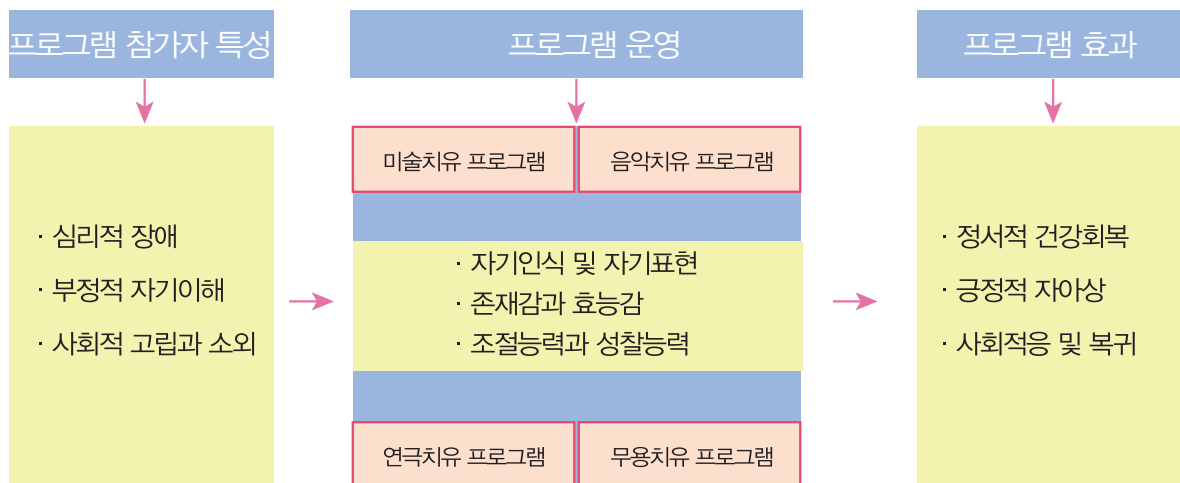 프로그램 참가자 특성
프로그램 운영
프로그램 효과
· 심리적 장애
· 부정적 자기이해
· 사회적 고립과 소외
미술치유 프로그램
음악치유 프로그램
· 자기인식 및 자기표현
· 존재감과 효능감
· 조절능력과 성찰능력
연극치유 프로그램
무용치유 프로그램
· 정서적 건강회복
· 긍정적 자아상
· 사회적응 및 복귀